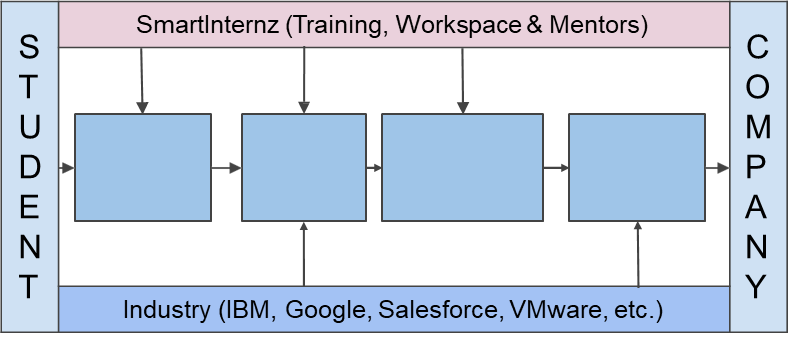 SmartInternz (Training, Workspace & Mentors)
STUDENT
COMPANY
Industry (IBM, Google, Salesforce, VMware, etc.)